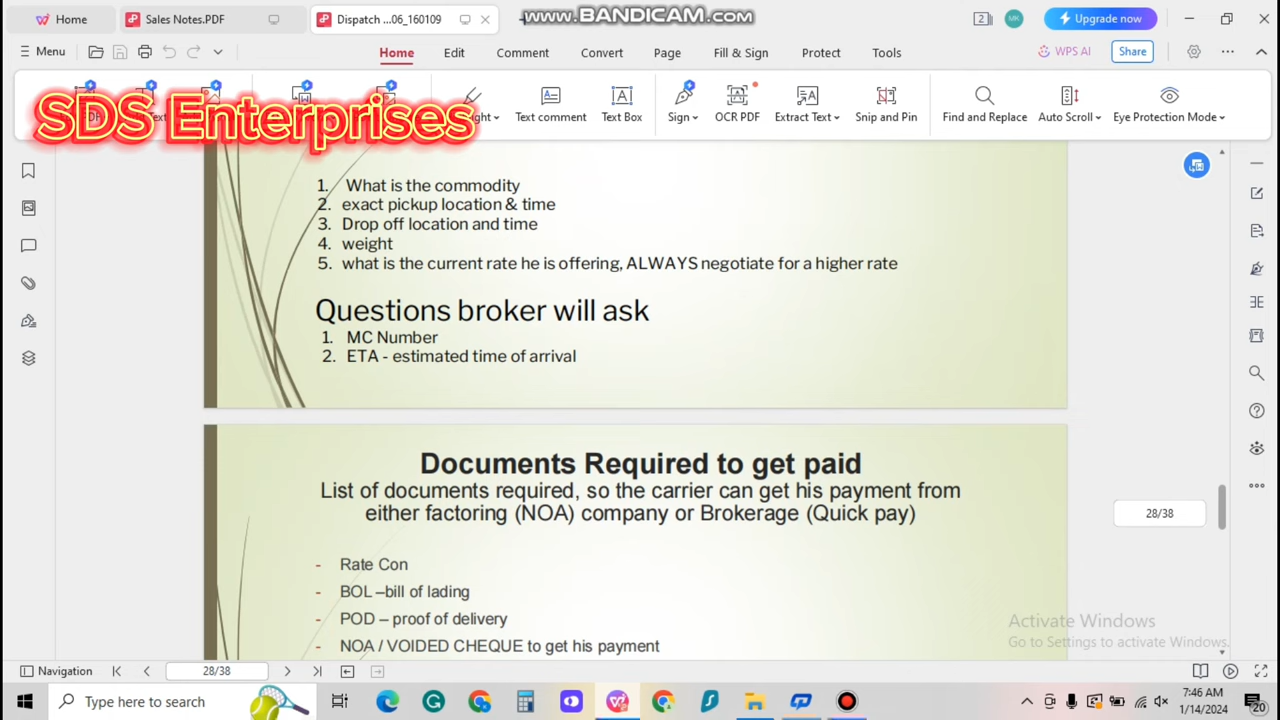 Home
Sales Notes.PDF
Dispatch ...06_160109
www.BANDICAM.com
2
MK
Upgrade now
Menu
Home
Edit
Comment
Convert
Page
Fill & Sign
Protect
Tools
WPS AI
Share
SDS Enterprises
Text comment
Text Box
Sign
OCR PDF
Extract Text
Snip and Pin
Find and Replace
Auto Scroll
Eye Protection Mode
1. What is the commodity
2. exact pickup location & time
3. Drop off location and time
4. weight
5. what is the current rate he is offering, ALWAYS negotiate for a higher rate
Questions broker will ask
1. MC Number
2. ETA - estimated time of arrival
Documents Required to get paid
List of documents required, so the carrier can get his payment from
either factoring (NOA) company or Brokerage (Quick pay)
- Rate Con
- BOL –bill of lading
- POD – proof of delivery
- NOA / VOIDED CHEQUE to get his payment
28/38
Activate Windows
Go to Settings to activate Windows.
Navigation
28/38
Type here to search
7:46 AM
1/14/2024
20